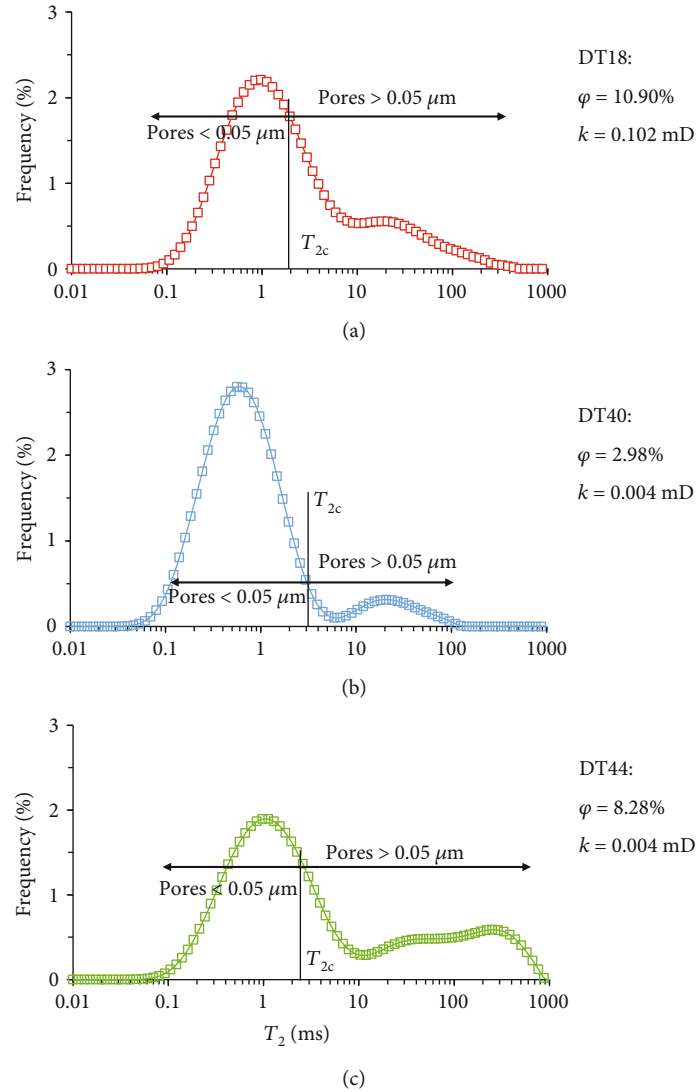 3
2
1
0
Frequency (%)
Pores > 0.05 μm
Pores < 0.05 μm
T2c
0.01 0.1 1 10 100 1000
DT18:
φ = 10.90%
k = 0.102 mD
(a)
3
2
1
0
Frequency (%)
T2c
Pores > 0.05 μm
Pores < 0.05 μm
0.01 0.1 1 10 100 1000
DT40:
φ = 2.98%
k = 0.004 mD
(b)
3
2
1
0
Frequency (%)
Pores > 0.05 μm
Pores < 0.05 μm
T2c
0.01 0.1 1 10 100 1000
T2 (ms)
DT44:
φ = 8.28%
k = 0.004 mD
(c)